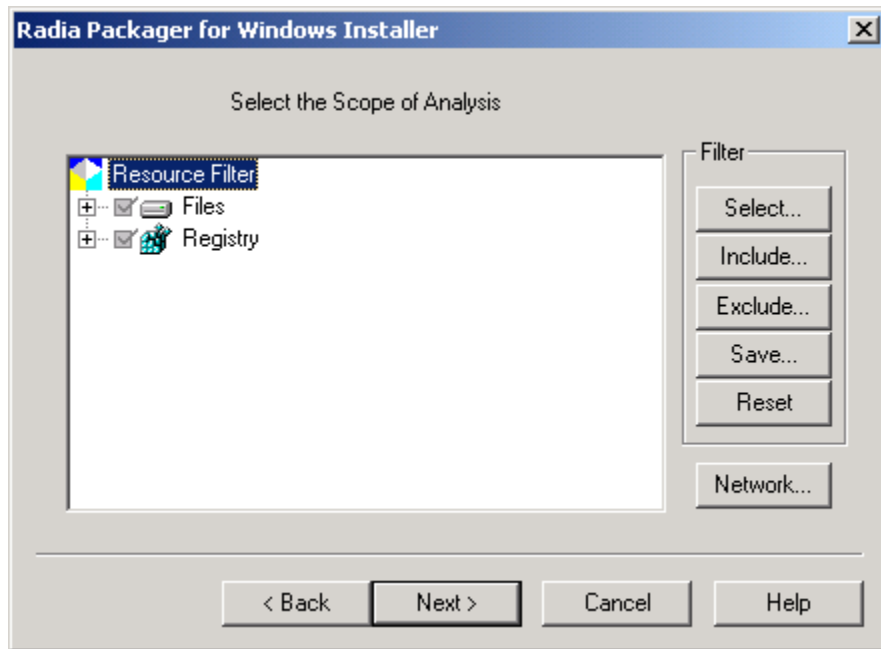 Radia Packager for Windows Installer
Select the Scope of Analysis
Resource Filter
Files
Registry
Filter
Select...
Include...
Exclude...
Save...
Reset
Network...
< Back
Next >
Cancel
Help